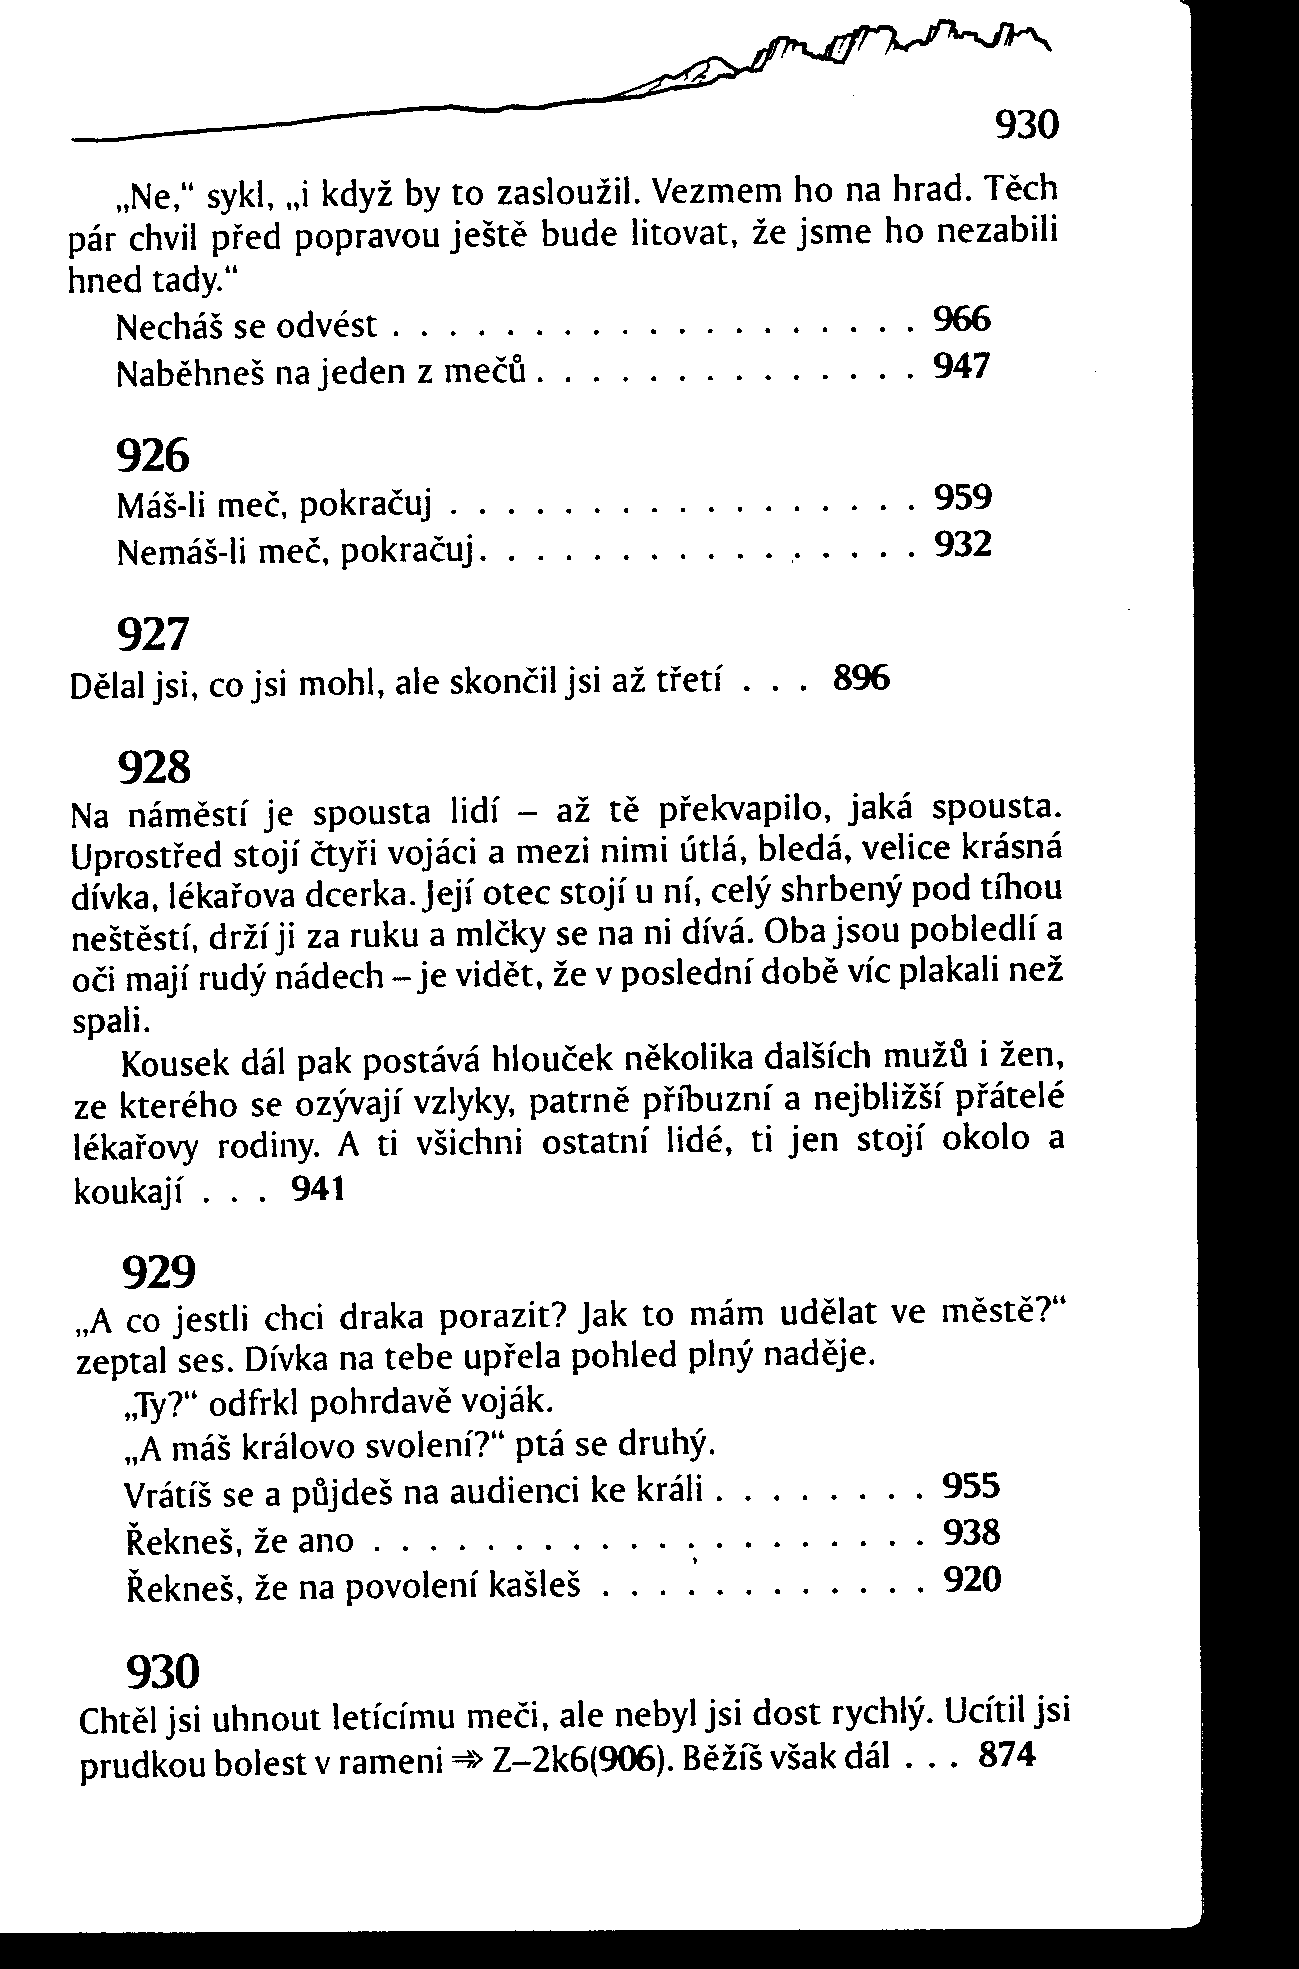 930
„Ne,“ sykl, „i když by to zasloužil. Vezmem ho na hrad. Těch
pár chvil před popravou ještě bude litovat, že jsme ho nezabili
hned tady.“
Necháš se odvést . . . . . . . . . . . . . . . . . . . 966
Naběhneš na jeden z mečů . . . . . . . . . . . . . . 947
926
Máš-li meč, pokračuj . . . . . . . . . . . . . . . . . 959
Nemáš-li meč, pokračuj . . . . . . . . . . . . . . . . 932
927
Dělal jsi, co jsi mohl, ale skončil jsi až třetí . . . 896
928
Na náměstí je spousta lidí – až tě překvapilo, jaká spousta.
Uprostřed stojí čtyři vojáci a mezi nimi útlá, bledá, velice krásná
dívka, lékařova dcerka. Její otec stojí u ní, celý shrbený pod tíhou
neštěstí, drží ji za ruku a mlčky se na ni dívá. Oba jsou pobledlí a
oči mají rudý nádech – je vidět, že v poslední době víc plakali než
spali.
Kousek dál pak postává hlouček několika dalších mužů i žen,
ze kterého se ozývají vzlyky, patrně příbuzní a nejbližší přátelé
lékařovy rodiny. A ti všichni ostatní lidé, ti jen stojí okolo a
koukají . . . 941
929
„A co jestli chci draka porazit? Jak to mám udělat ve městě?“
zeptal ses. Dívka na tebe upřela pohled plný naděje.
„Ty?“ odfrkl pohrdavě voják.
„A máš královo svolení?“ ptá se druhý.
Vrátíš se a půjdeš na audienci ke králi . . . . . . . . 955
Řekneš, že ano . . . . . . . . . . . . . . . . . . . . 938
Řekneš, že na povolení kašleš . . . . . . . . . . . . 920
930
Chtěl jsi uhnout letícímu meči, ale nebyl jsi dost rychlý. Ucítil jsi
prudkou bolest v rameni ⇒> Z–2k6(906). Běžíš však dál . . . 874